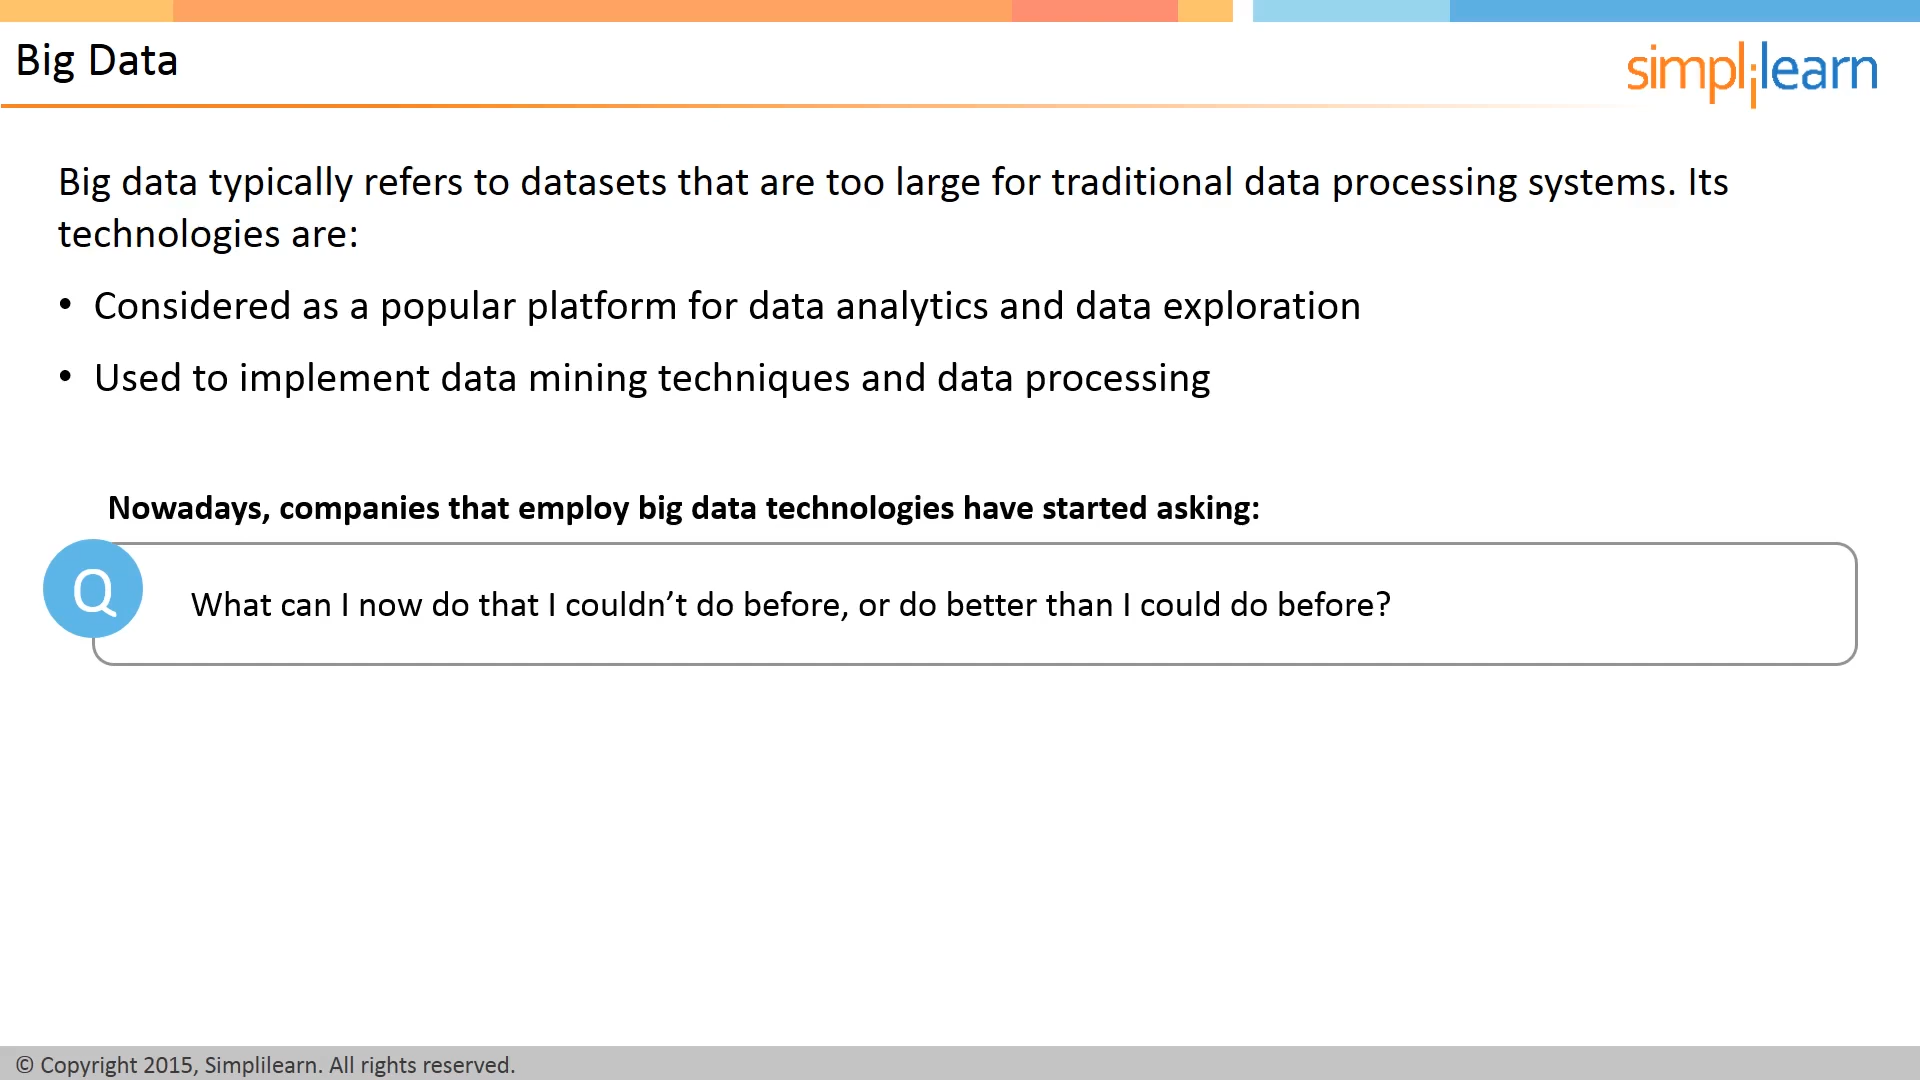 Big Data
simplilearn
Big data typically refers to datasets that are too large for traditional data processing systems. Its
technologies are:
• Considered as a popular platform for data analytics and data exploration
• Used to implement data mining techniques and data processing
Nowadays, companies that employ big data technologies have started asking:
Q
What can I now do that I couldn’t do before, or do better than I could do before?
© Copyright 2015, Simplilearn. All rights reserved.